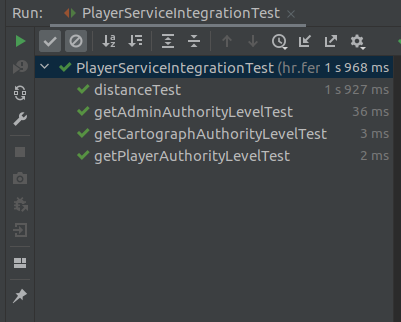 Run: PlayerServiceIntegrationTest ×
PlayerServiceIntegrationTest (hr.fer 1 s 968 ms
distanceTest 1 s 927 ms
getAdminAuthorityLevelTest 36 ms
getCartographAuthorityLevelTest 3 ms
getPlayerAuthorityLevelTest 2 ms